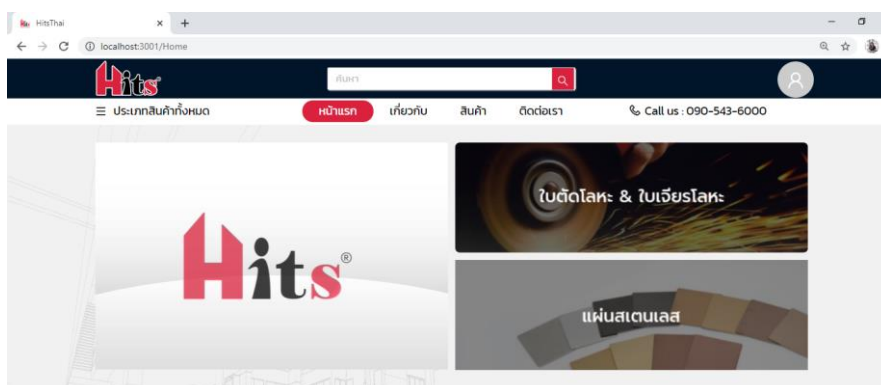 HitsThai
localhost:3001/Home
Hits®
ค้นหา
ประเภทสินค้าทั้งหมด
หน้าแรก
เกี่ยวกับ
สินค้า
ติดต่อเรา
Call us : 090-543-6000
Hits®
ใบตัดโลหะ & ใบเจียรโลหะ
แผ่นสเตนเลส